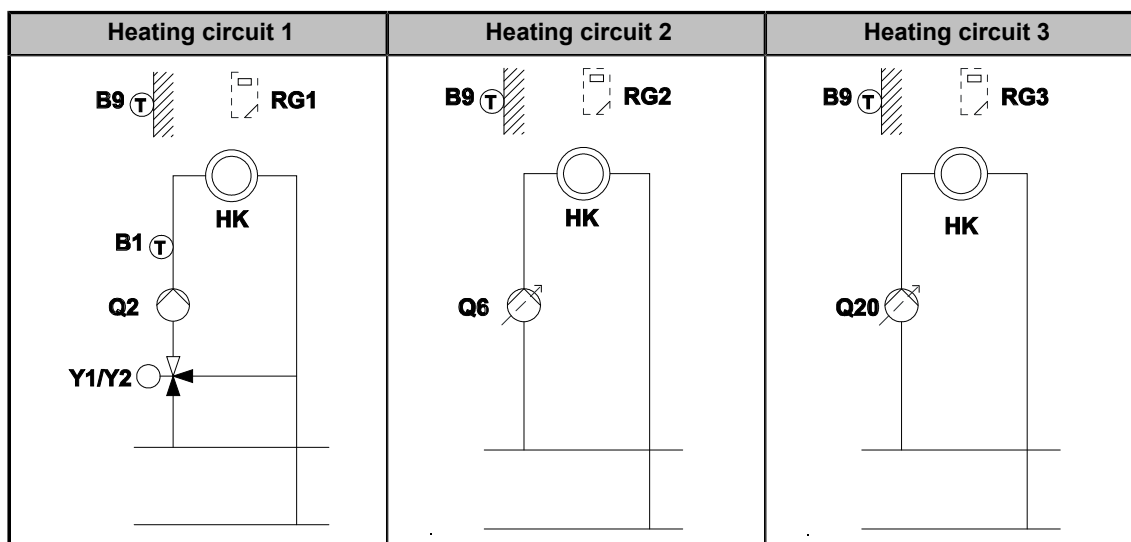 Heating circuit 1
Heating circuit 2
Heating circuit 3
B9 T RG1
HK
B1 T
Q2
Y1/Y2
B9 T RG2
HK
Q6
B9 T RG3
HK
Q20